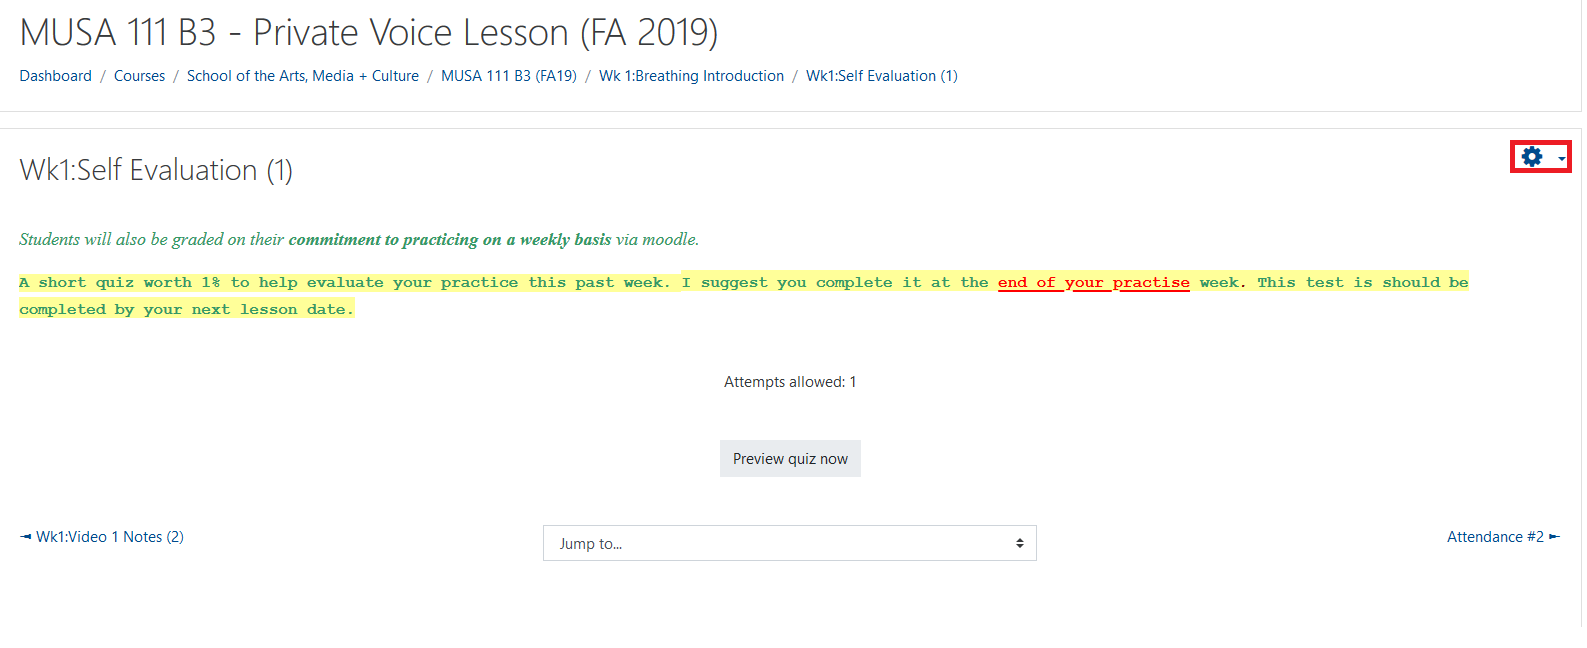 MUSA 111 B3 - Private Voice Lesson (FA 2019)
Dashboard / Courses / School of the Arts, Media + Culture / MUSA 111 B3 (FA19) / Wk 1:Breathing Introduction / Wk1:Self Evaluation (1)
Wk1:Self Evaluation (1)
Students will also be graded on their commitment to practicing on a weekly basis via moodle.
A short quiz worth 1% to help evaluate your practice this past week. I suggest you complete it at the end of your practise week. This test is should be
completed by your next lesson date.
Attempts allowed: 1
Preview quiz now
◄ Wk1:Video 1 Notes (2)
Jump to...
Attendance #2 ►